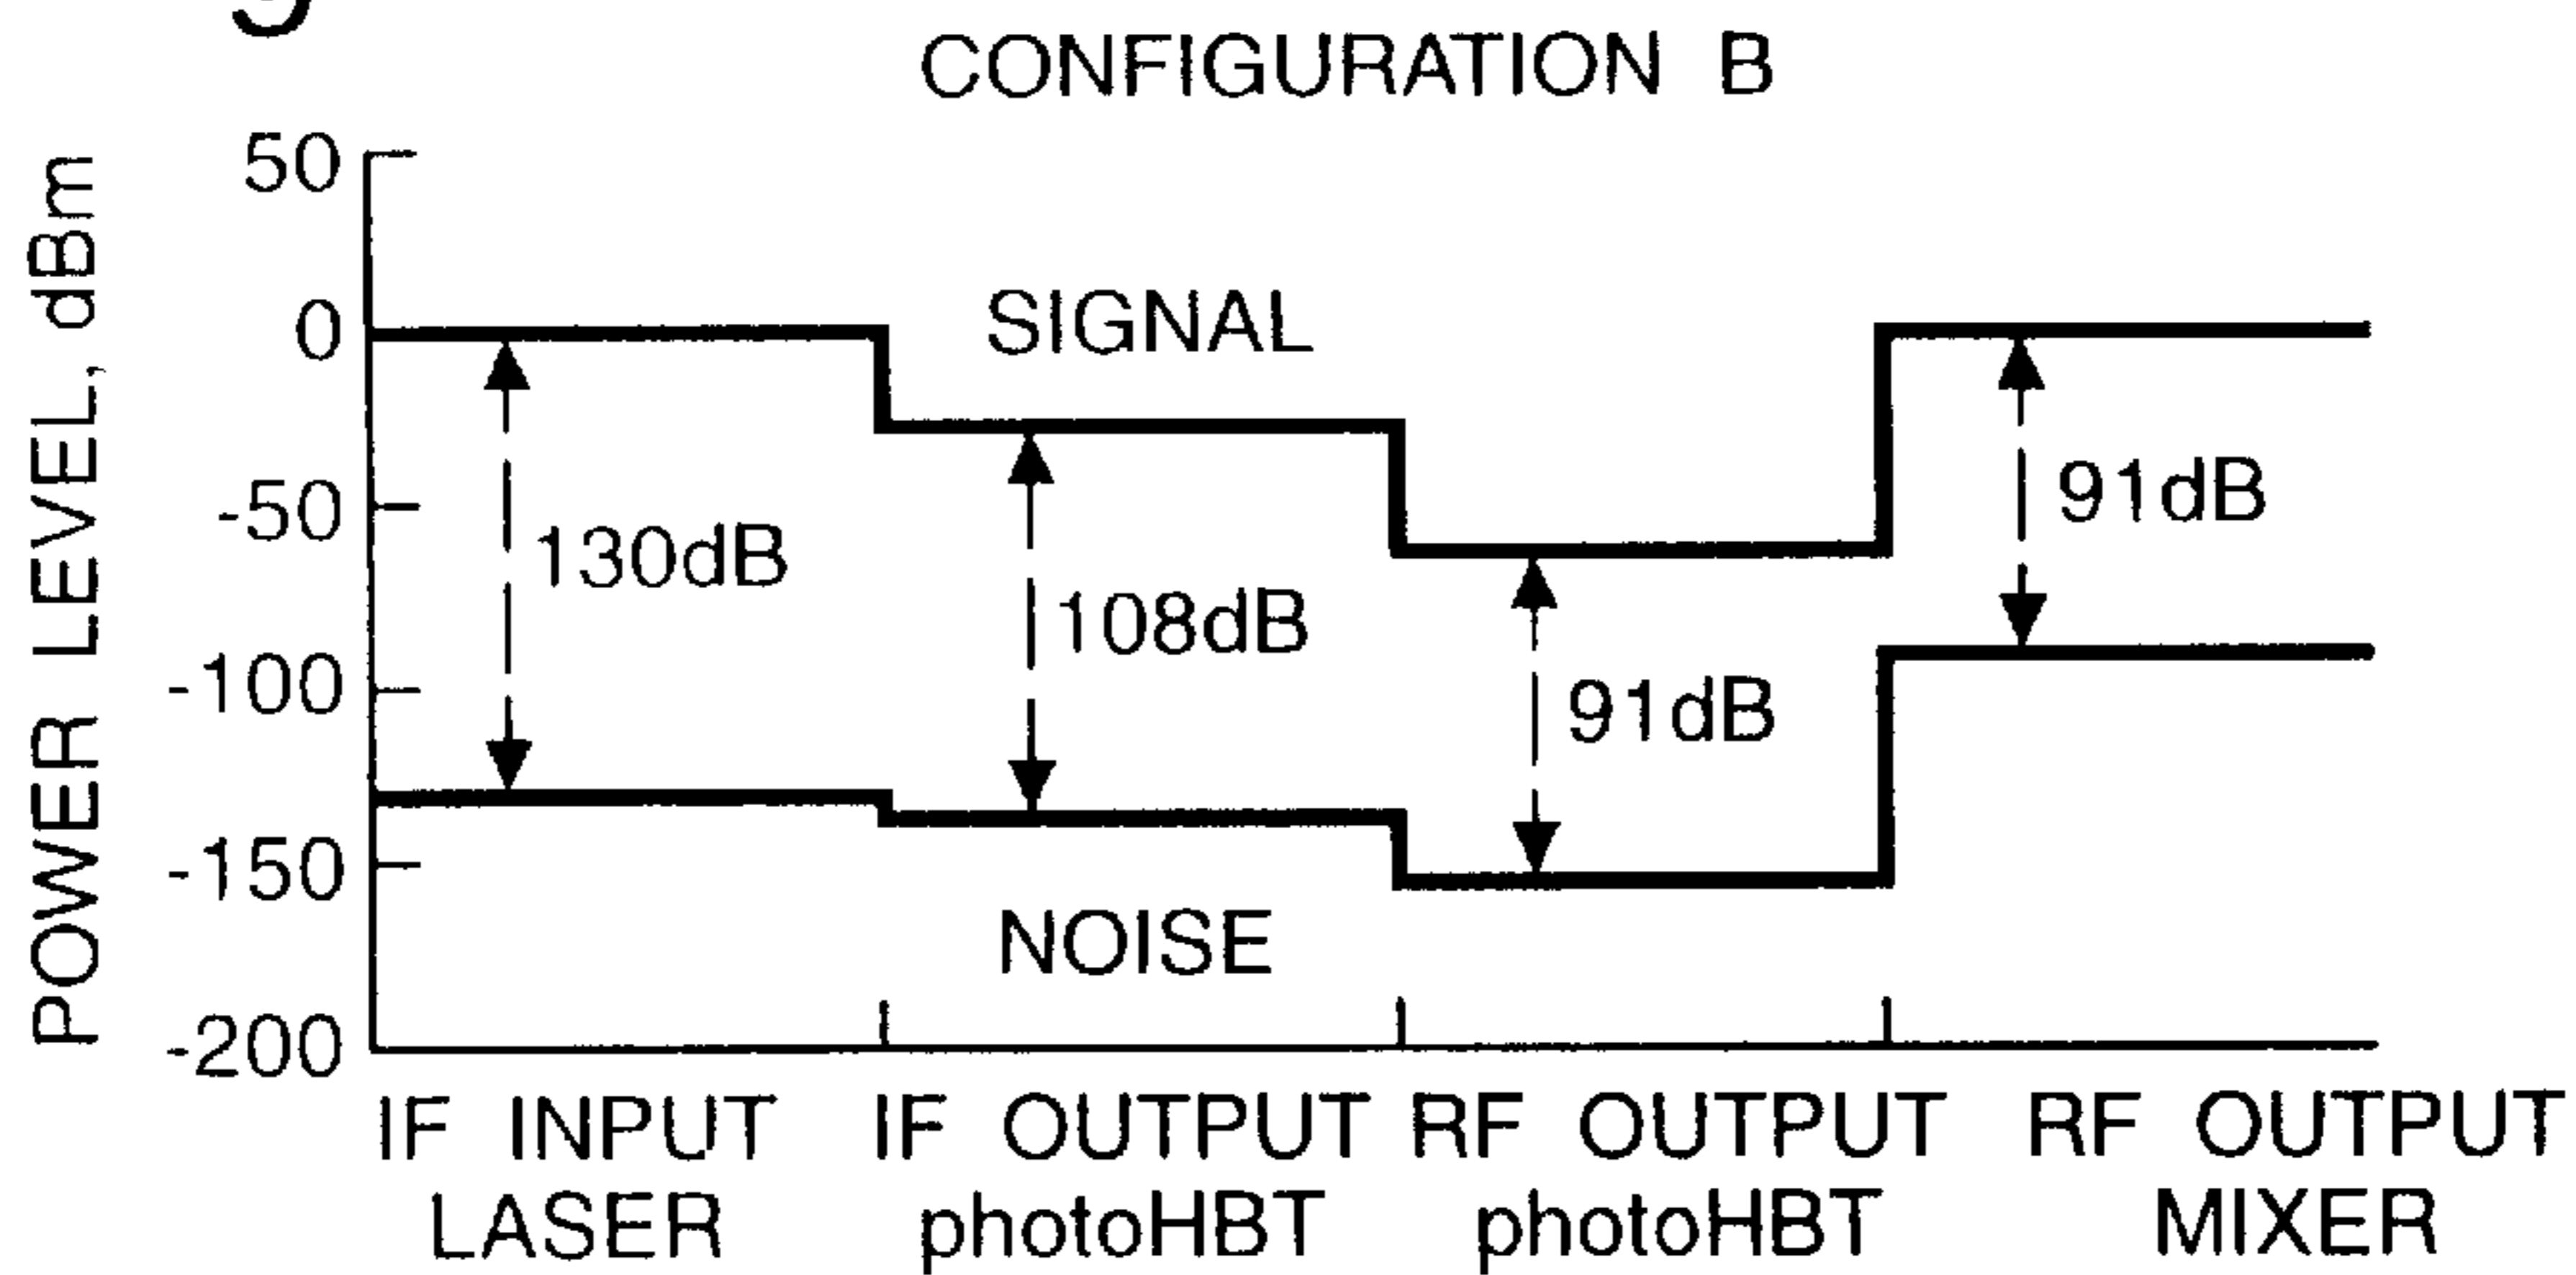 CONFIGURATION B
POWER LEVEL, dBm
50
0
-50
-100
-150
-200
SIGNAL
130dB
108dB
91dB
91dB
NOISE
IF INPUT LASER
IF OUTPUT photoHBT
RF OUTPUT photoHBT
RF OUTPUT MIXER